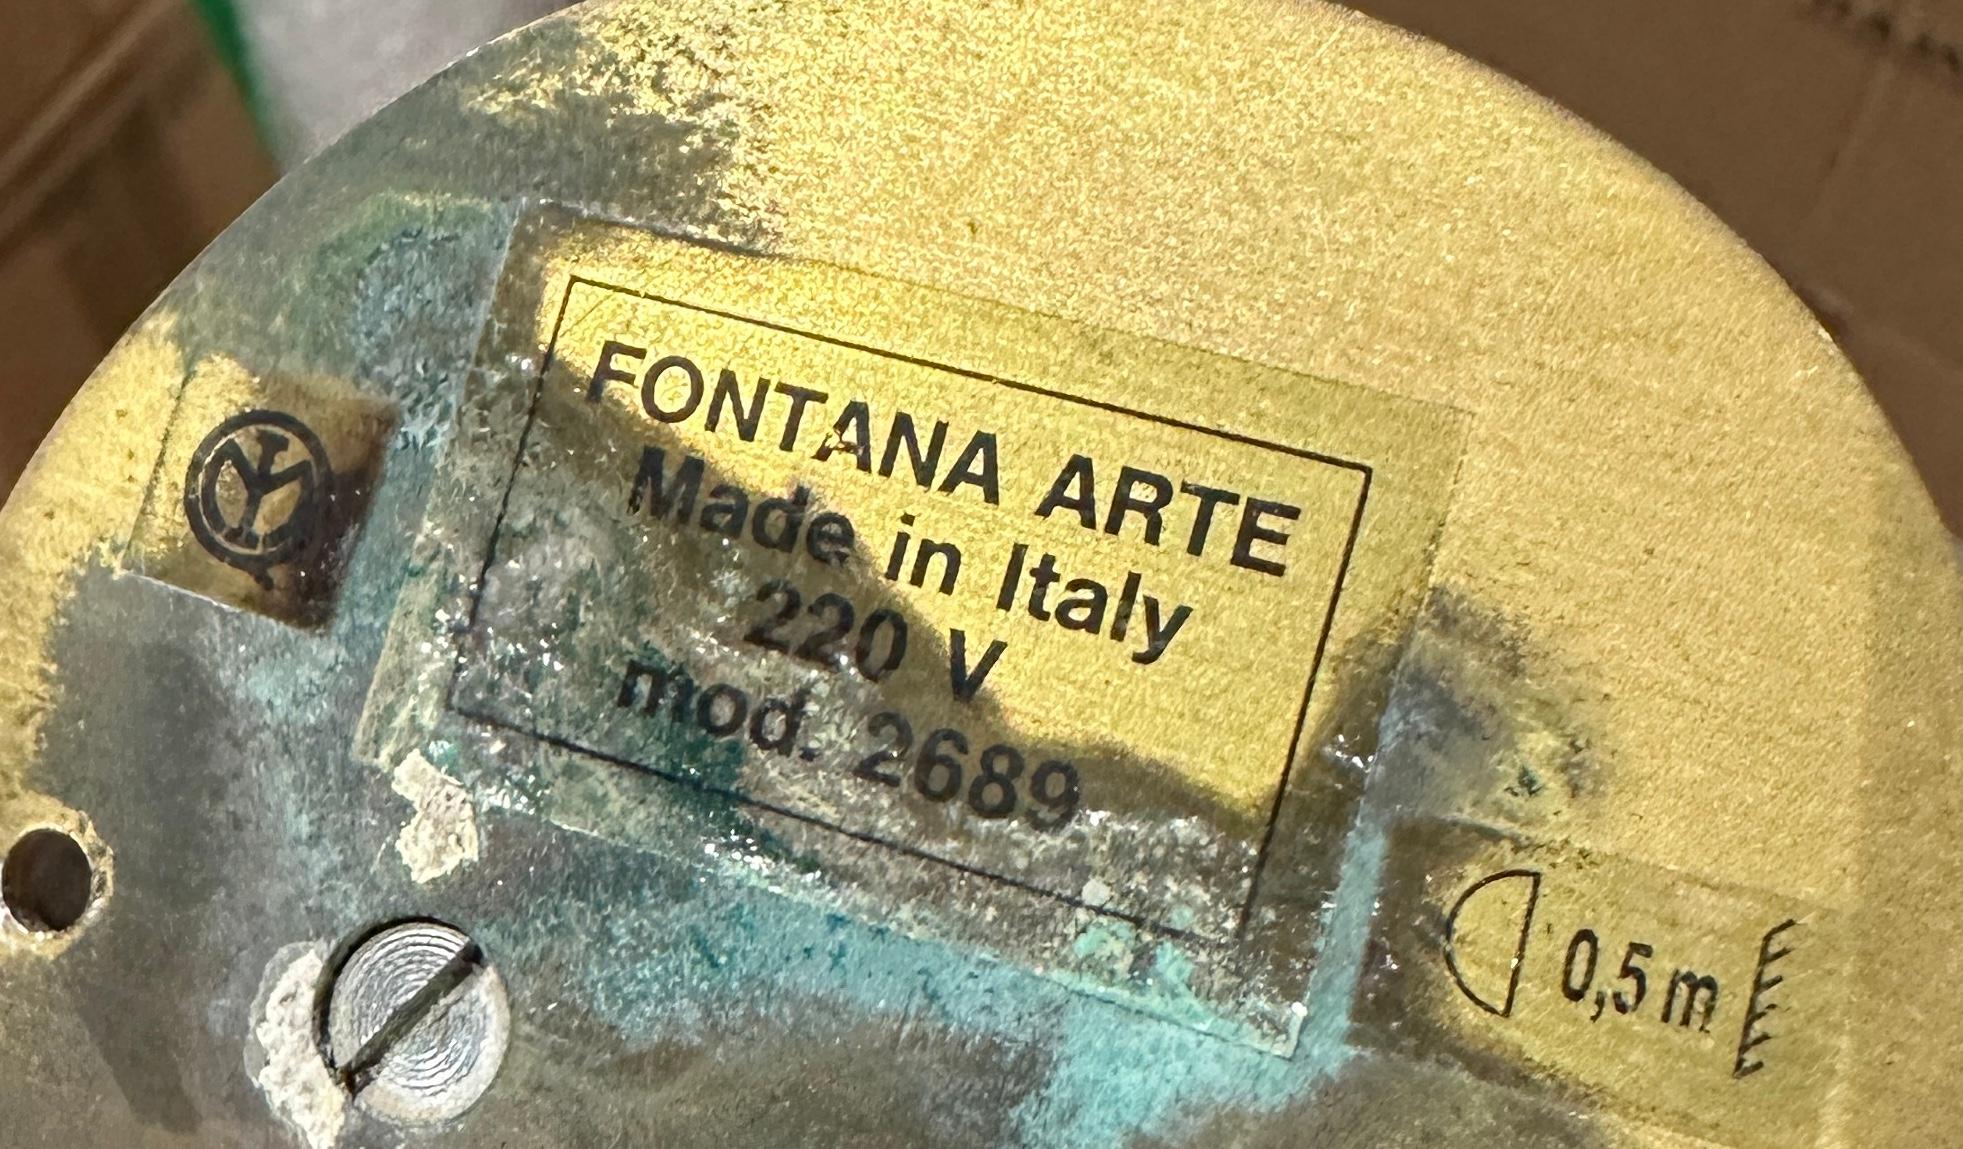 FONTANA ARTE
Made in Italy
220 V
mod. 2689
0,5 m